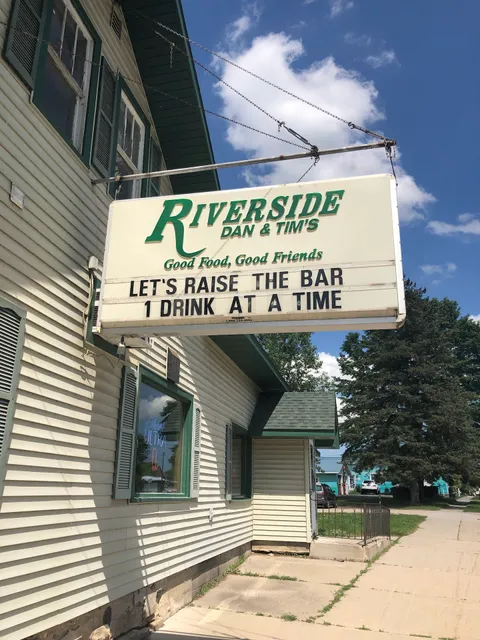 RIVERSIDE
DAN & TIM'S
Good Food, Good Friends
LET'S RAISE THE BAR
1 DRINK AT A TIME